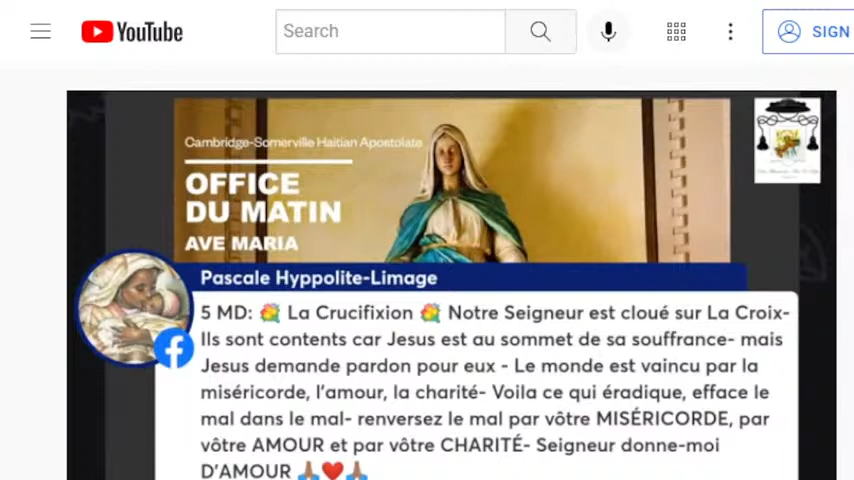 YouTube
Search
SIGN
Cambridge-Somerville Haitian Apostolate
OFFICE
DU MATIN
AVE MARIA
Pascale Hyppolite-Limage
5 MD: 💐 La Crucifixion 💐 Notre Seigneur est cloué sur La Croix-
Ils sont contents car Jesus est au sommet de sa souffrance- mais
Jesus demande pardon pour eux - Le monde est vaincu par la
miséricorde, l'amour, la charité- Voila ce qui éradique, efface le
mal dans le mal- renversez le mal par vôtre MISÉRICORDE, par
vôtre AMOUR et par vôtre CHARITÉ- Seigneur donne-moi
D'AMOUR 🙏🏽❤️🙏🏽